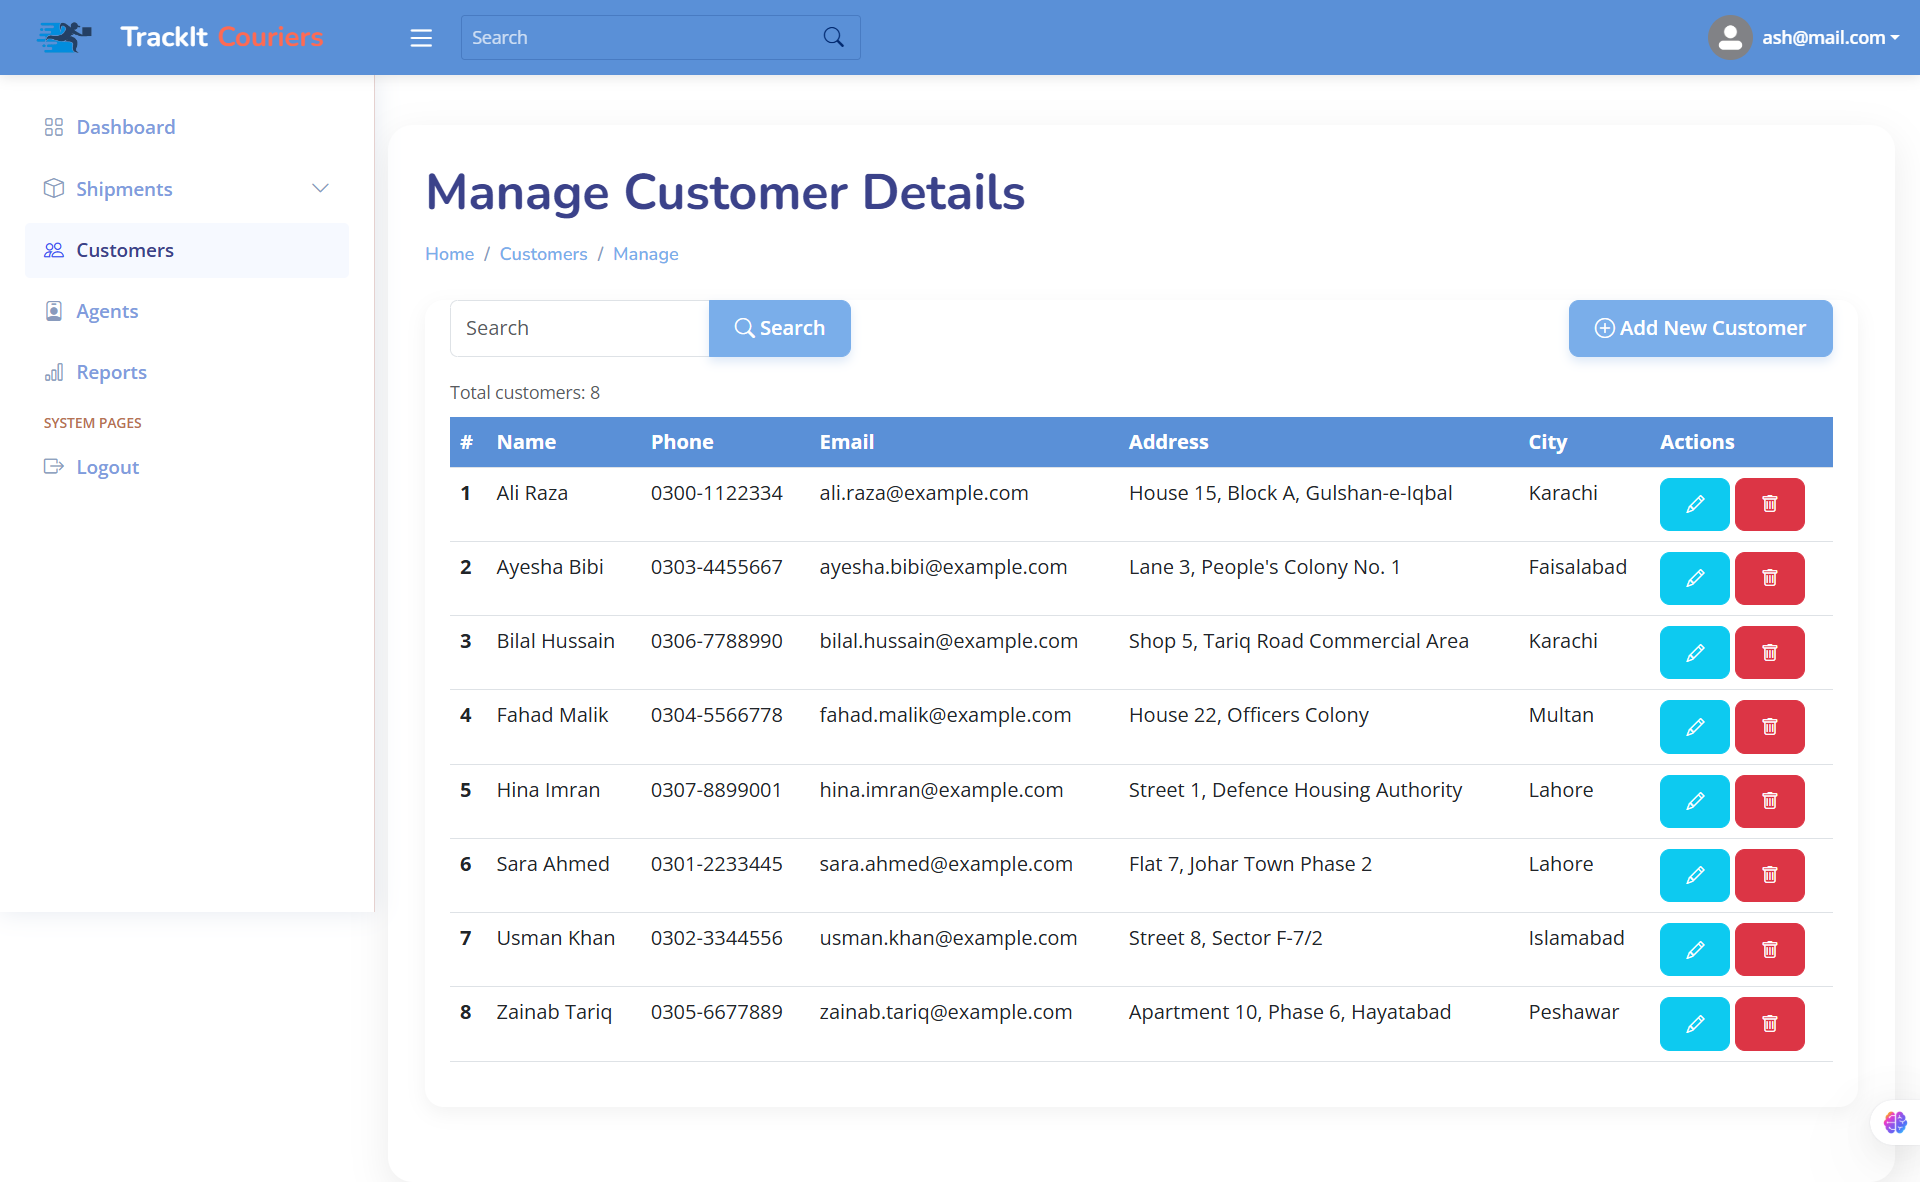 TrackIt Couriers
Search
ash@mail.com
Dashboard
Shipments
Customers
Agents
Reports
SYSTEM PAGES
Logout
Manage Customer Details
Home / Customers / Manage
Search Search Add New Customer
Total customers: 8
# Name Phone Email Address City Actions
1 Ali Raza 0300-1122334 ali.raza@example.com House 15, Block A, Gulshan-e-Iqbal Karachi
2 Ayesha Bibi 0303-4455667 ayesha.bibi@example.com Lane 3, People's Colony No. 1 Faisalabad
3 Bilal Hussain 0306-7788990 bilal.hussain@example.com Shop 5, Tariq Road Commercial Area Karachi
4 Fahad Malik 0304-5566778 fahad.malik@example.com House 22, Officers Colony Multan
5 Hina Imran 0307-8899001 hina.imran@example.com Street 1, Defence Housing Authority Lahore
6 Sara Ahmed 0301-2233445 sara.ahmed@example.com Flat 7, Johar Town Phase 2 Lahore
7 Usman Khan 0302-3344556 usman.khan@example.com Street 8, Sector F-7/2 Islamabad
8 Zainab Tariq 0305-6677889 zainab.tariq@example.com Apartment 10, Phase 6, Hayatabad Peshawar